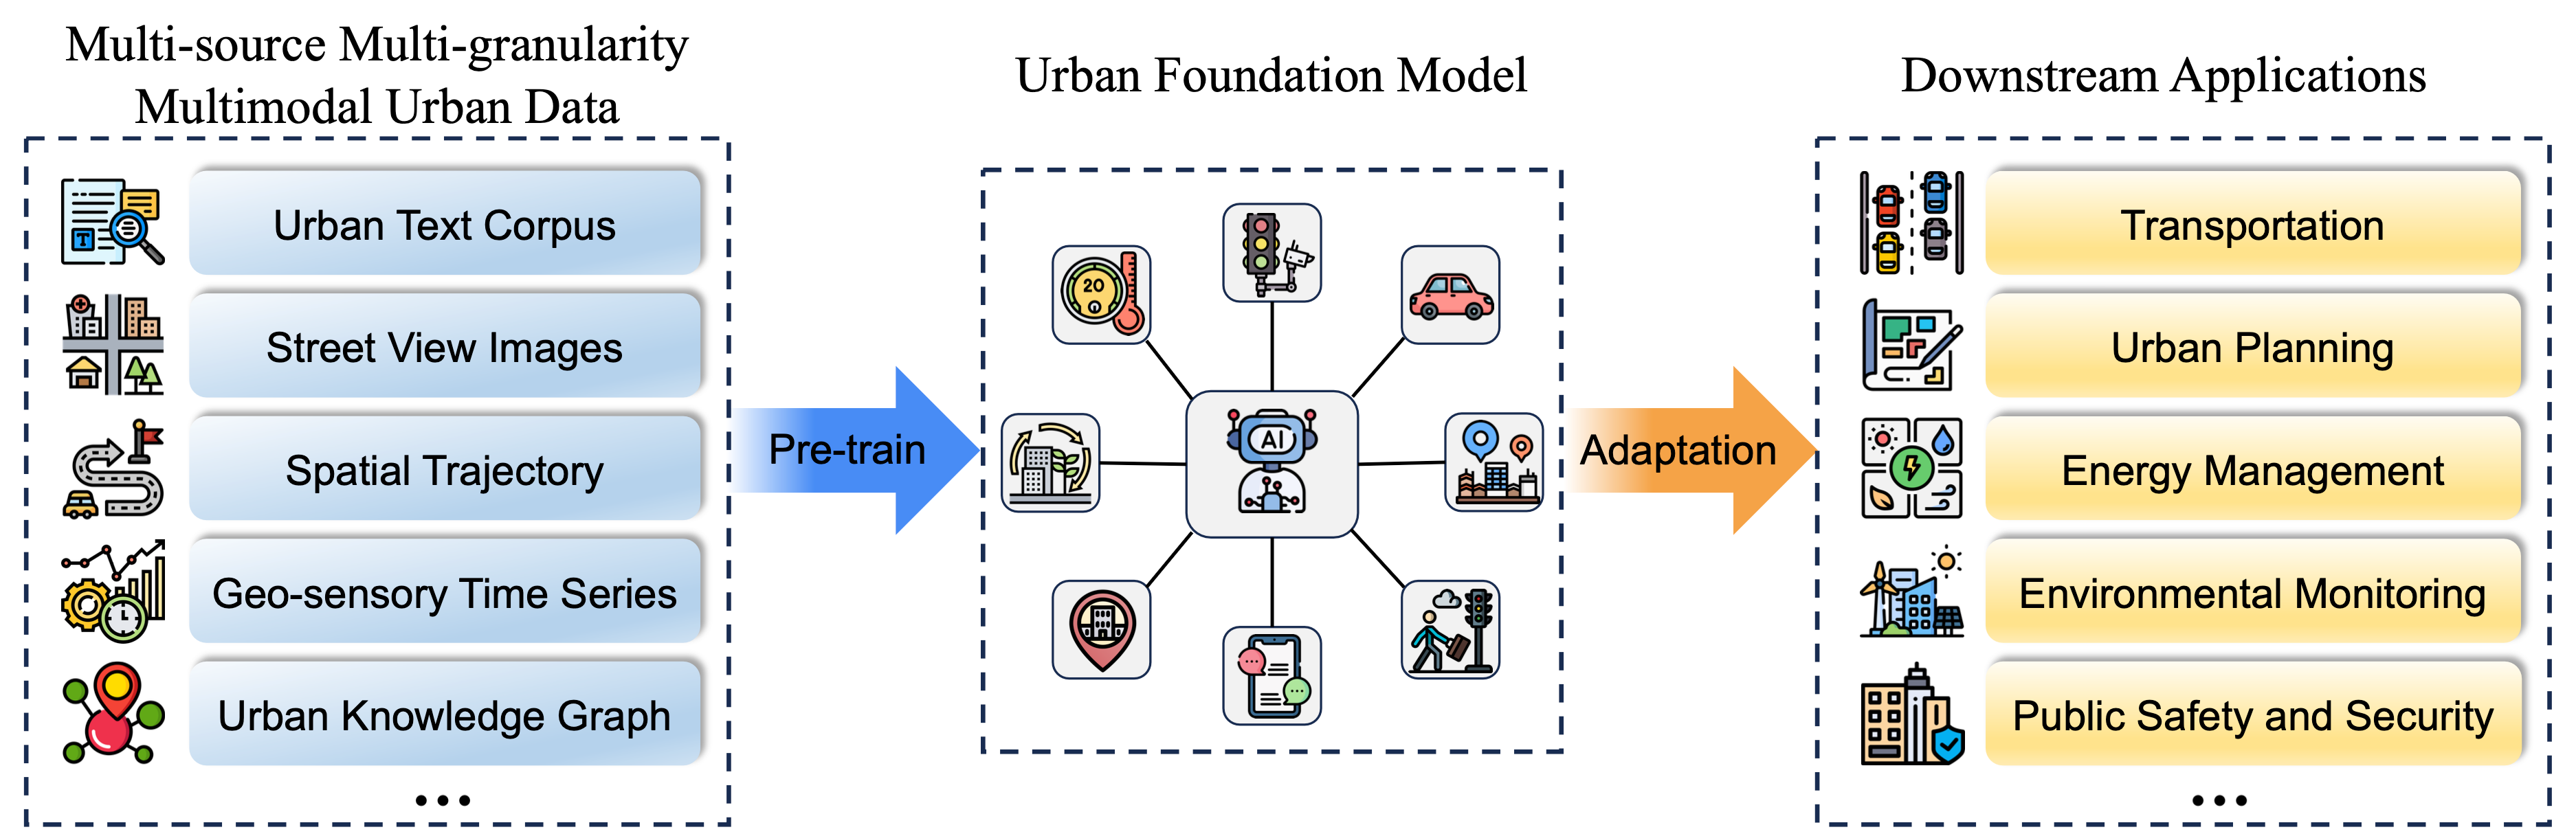 Multi-source Multi-granularity
Multimodal Urban Data
Urban Text Corpus
T
Street View Images
Spatial Trajectory
Geo-sensory Time Series
Urban Knowledge Graph
...
Pre-train
Urban Foundation Model
20
AI
Adaptation
Downstream Applications
Transportation
Urban Planning
Energy Management
Environmental Monitoring
Public Safety and Security
...